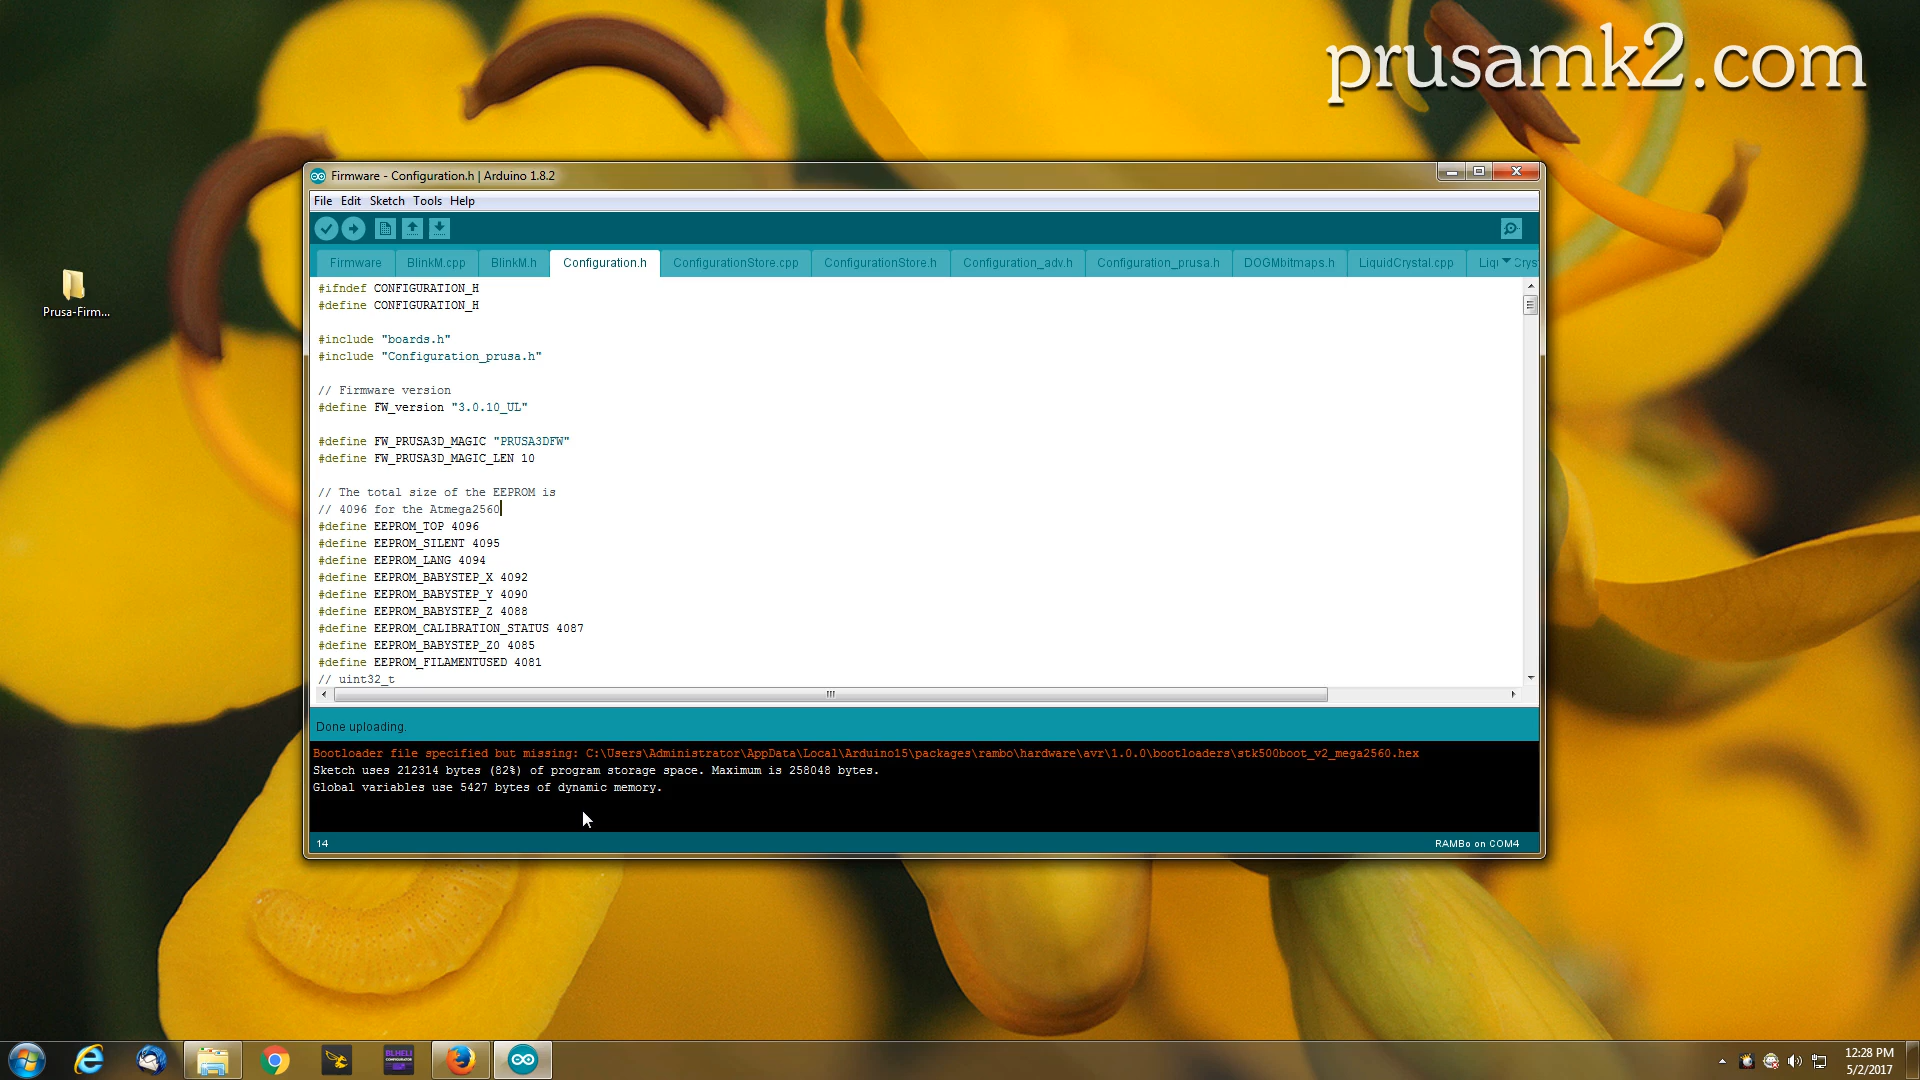 prusamk2.com
Prusa-Firm...
Firmware - Configuration.h | Arduino 1.8.2
File Edit Sketch Tools Help
Firmware BlinkM.cpp BlinkM.h Configuration.h ConfigurationStore.cpp ConfigurationStore.h Configuration_adv.h Configuration_prusa.h DOGMbitmaps.h LiquidCrystal.cpp
#ifndef CONFIGURATION_H
#define CONFIGURATION_H
#include "boards.h"
#include "Configuration_prusa.h"
// Firmware version
#define FW_version "3.0.10_UL"
#define FW_PRUSA3D_MAGIC "PRUSA3DFW"
#define FW_PRUSA3D_MAGIC_LEN 10
// The total size of the EEPROM is
// 4096 for the Atmega2560
#define EEPROM_TOP 4096
#define EEPROM_SILENT 4095
#define EEPROM_LANG 4094
#define EEPROM_BABYSTEP_X 4092
#define EEPROM_BABYSTEP_Y 4090
#define EEPROM_BABYSTEP_Z 4088
#define EEPROM_CALIBRATION_STATUS 4087
#define EEPROM_BABYSTEP_Z0 4085
#define EEPROM_FILAMENTUSED 4081
// uint32_t
Done uploading.
Bootloader file specified but missing: C:\Users\Administrator\AppData\Local\Arduino15\packages\rambo\hardware\avr\1.0.0\bootloaders\stk500boot_v2_mega2560.hex
Sketch uses 212314 bytes (82%) of program storage space. Maximum is 258048 bytes.
Global variables use 5427 bytes of dynamic memory.
14
RAMBo on COM4
BLHELI
CONFIGURATOR
12:28 PM
5/2/2017